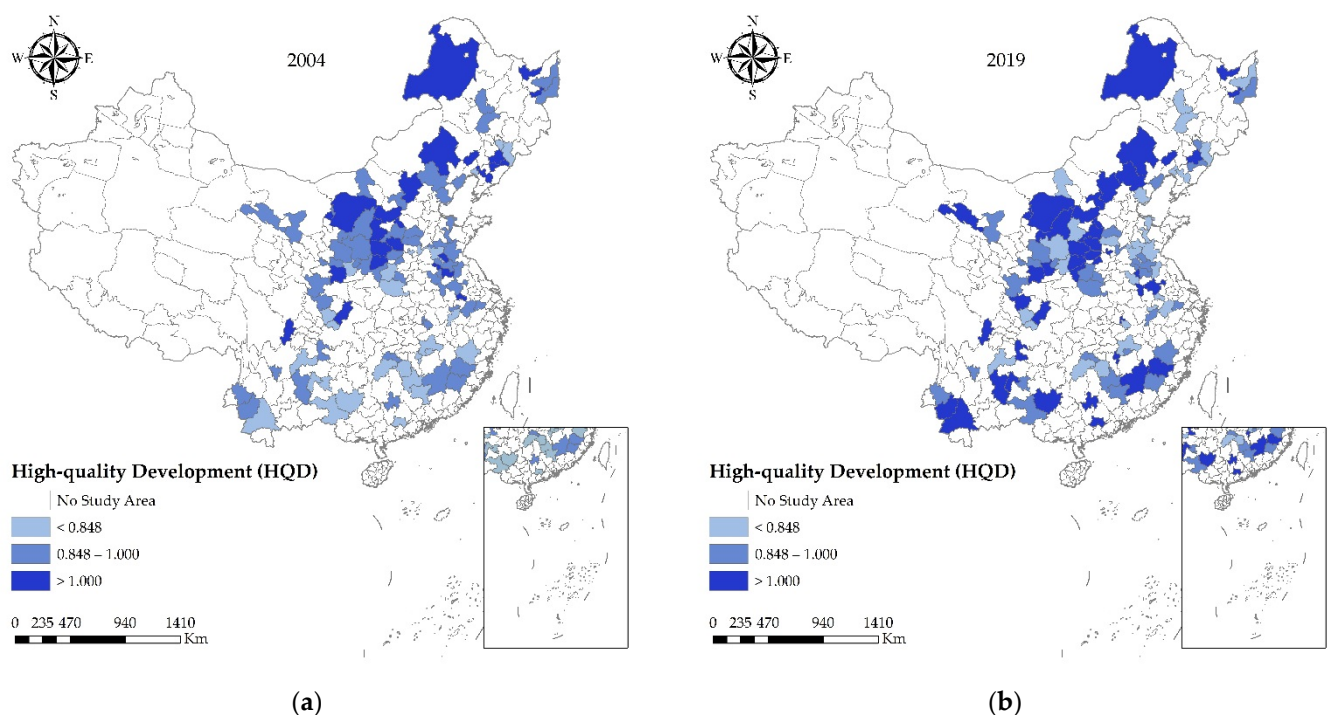 N
W E
S
2004
High-quality Development (HQD)
No Study Area
< 0.848
0.848 – 1.000
> 1.000
0 235 470 940 1410
Km
(a)
N
W E
S
2019
High-quality Development (HQD)
No Study Area
< 0.848
0.848 – 1.000
> 1.000
0 235 470 940 1410
Km
(b)